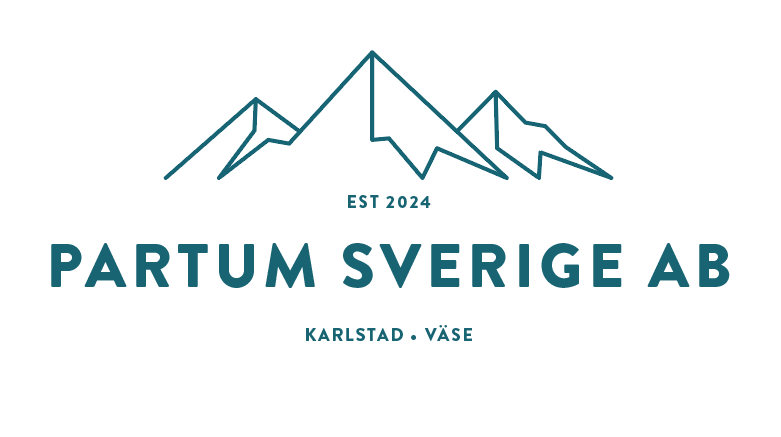 EST 2024
PARTUM SVERIGE AB
KARLSTAD • VÄSE